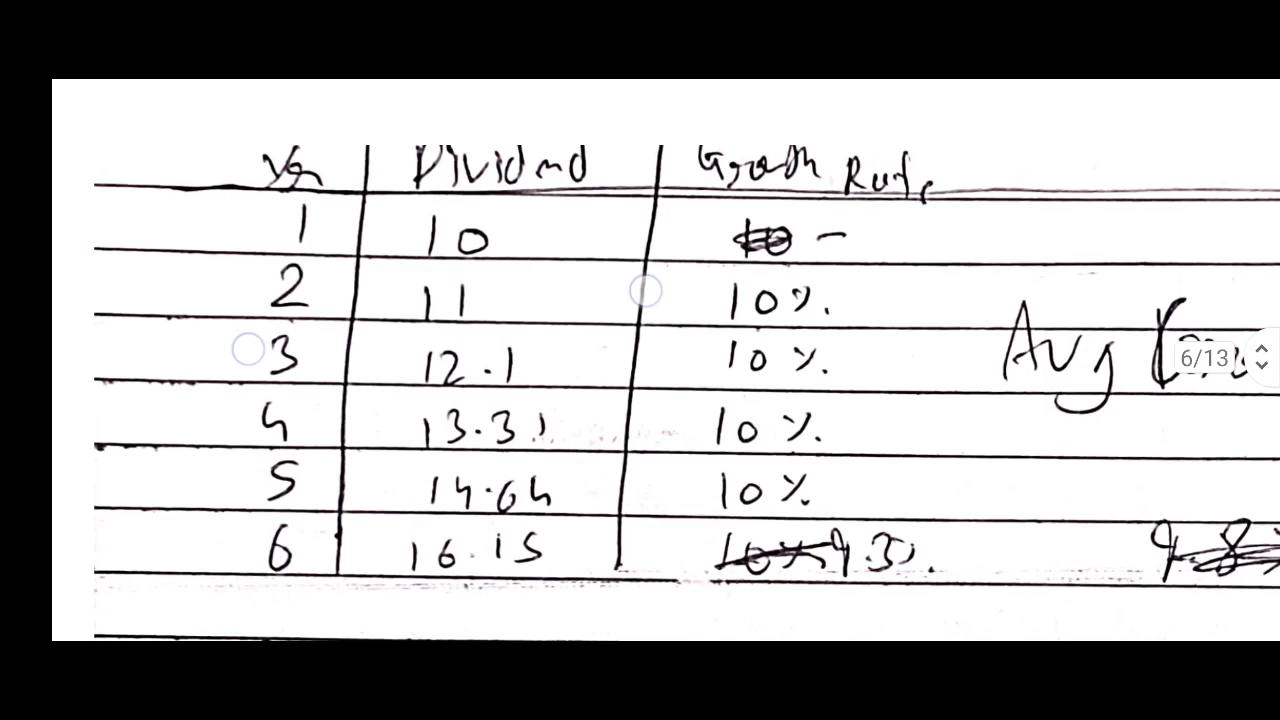 Yr Dividend Growth Rate
1 10 -
2 11 10%.
3 12.1 10%.
Avg
6/13
4 13.31 10%.
5 14.64 10%.
6 16.15 9.3%.